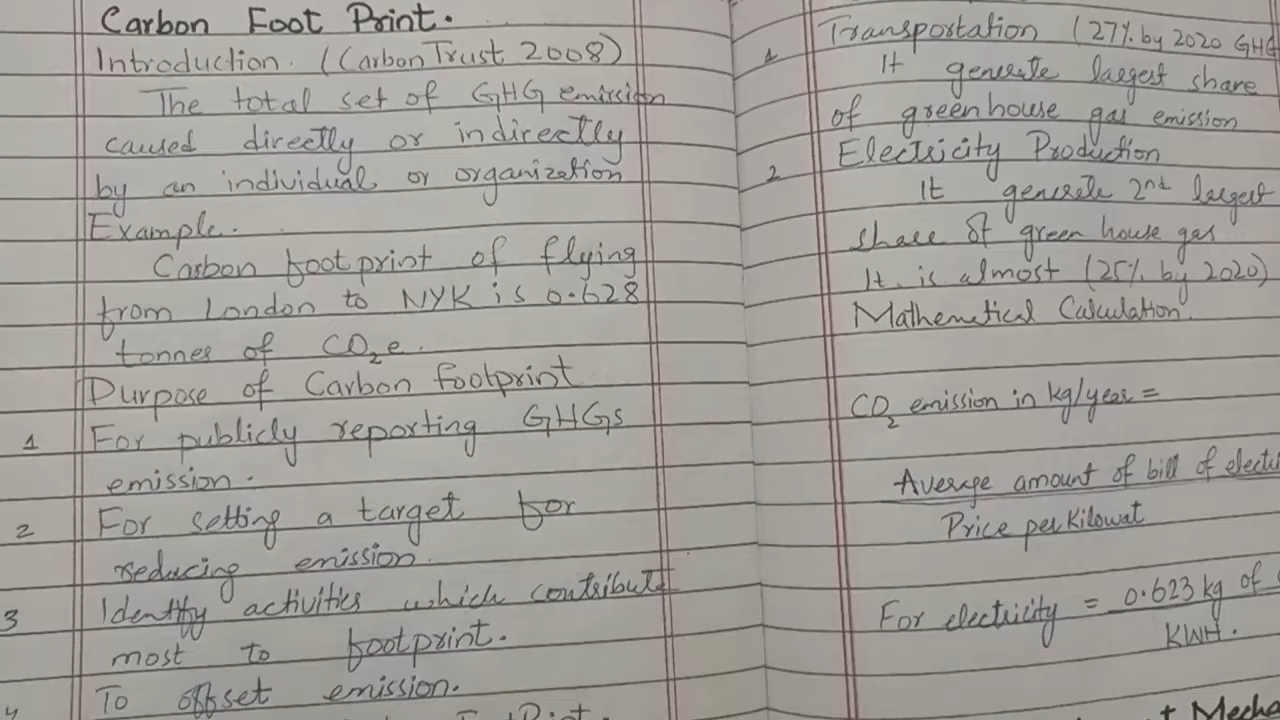 Carbon Foot Print.
Introduction. (Carbon Trust 2008)
The total set of GHG emission
caused directly or indirectly
by an individual or organization
Example.
Carbon footprint of flying
from London to NYK is 0.628
tonnes of CO₂e.
Purpose of Carbon footprint
1 For publicly reporting GHGs
emission.
2 For setting a target for
reducing emission.
3 Identify activities which contribute
most to footprint.
4 To offset emission.
1 Transportation (27% by 2020 GHG
It generate largest share
of greenhouse gas emission
2 Electricity Production
It generate 2nd largest
share of green house gas
It is almost (25% by 2020)
Mathemetical Calculation.
CO₂ emission in kg/year =
Average amount of bill of
Price per Kilowat
For electricity = 0.623 kg of
KWH.